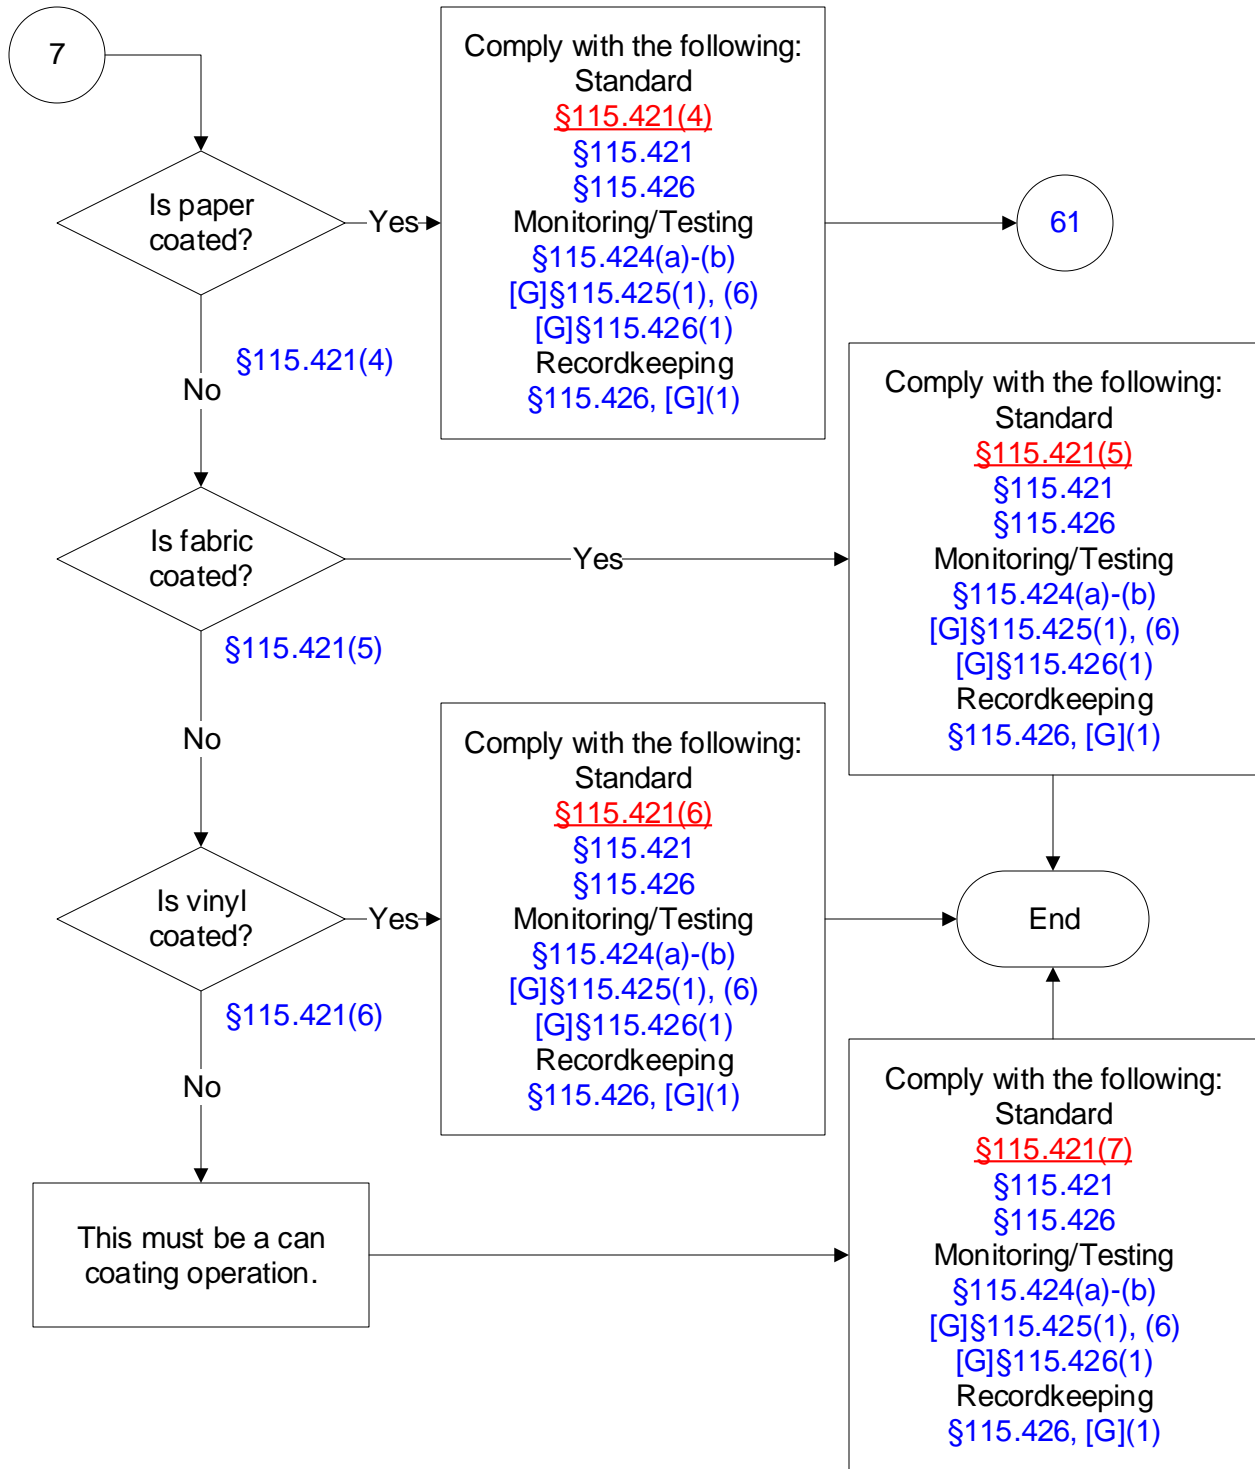 7
Comply with the following:
Standard
§115.421(4)
§115.421
§115.426
Monitoring/Testing
§115.424(a)-(b)
[G]§115.425(1), (6)
[G]§115.426(1)
Recordkeeping
§115.426, [G](1)
Is paper
coated?
Yes
61
§115.421(4)
No
Comply with the following:
Standard
§115.421(5)
§115.421
§115.426
Monitoring/Testing
§115.424(a)-(b)
[G]§115.425(1), (6)
[G]§115.426(1)
Recordkeeping
§115.426, [G](1)
Is fabric
coated?
Yes
§115.421(5)
No
Comply with the following:
Standard
§115.421(6)
§115.421
§115.426
Monitoring/Testing
§115.424(a)-(b)
[G]§115.425(1), (6)
[G]§115.426(1)
Recordkeeping
§115.426, [G](1)
Is vinyl
coated?
Yes
End
§115.421(6)
No
This must be a can
coating operation.
Comply with the following:
Standard
§115.421(7)
§115.421
§115.426
Monitoring/Testing
§115.424(a)-(b)
[G]§115.425(1), (6)
[G]§115.426(1)
Recordkeeping
§115.426, [G](1)